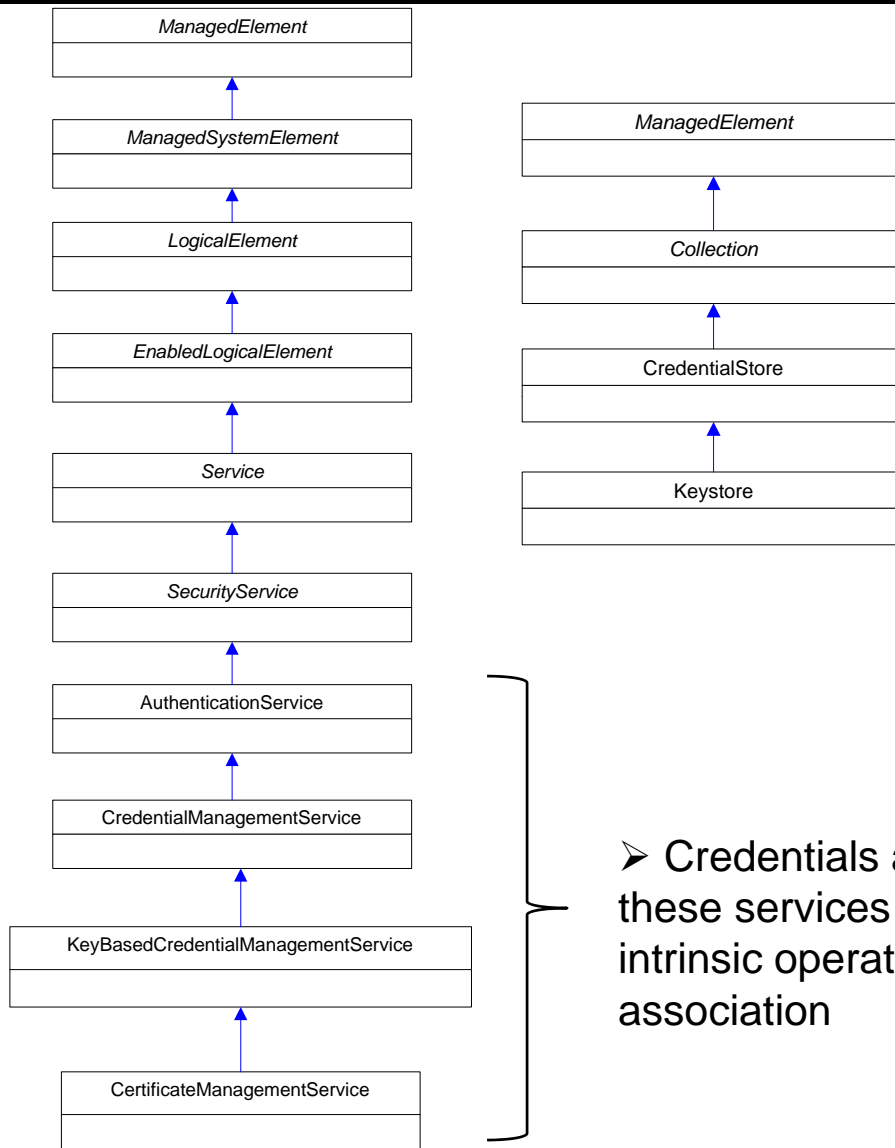 ManagedElement
ManagedSystemElement
LogicalElement
EnabledLogicalElement
Service
SecurityService
AuthenticationService
CredentialManagementService
KeyBasedCredentialManagementService
CertificateManagementService
ManagedElement
Collection
CredentialStore
Keystore
➢ Credentials
these services
intrinsic
association